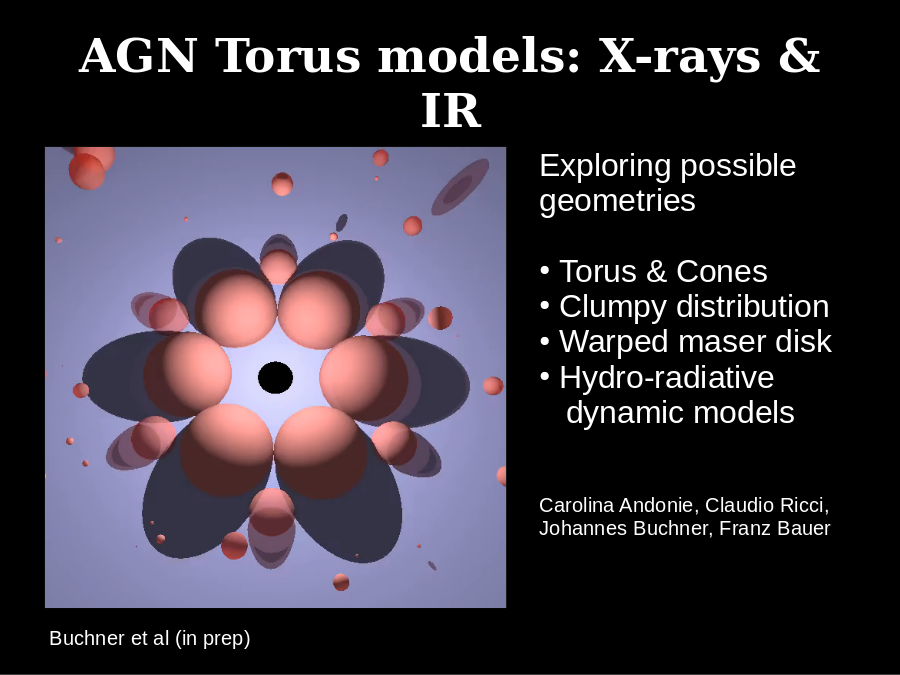 AGN Torus models: X-rays &
IR
Exploring possible
geometries
• Torus & Cones
• Clumpy distribution
• Warped maser disk
• Hydro-radiative
dynamic models
Carolina Andonie, Claudio Ricci,
Johannes Buchner, Franz Bauer
Buchner et al (in prep)